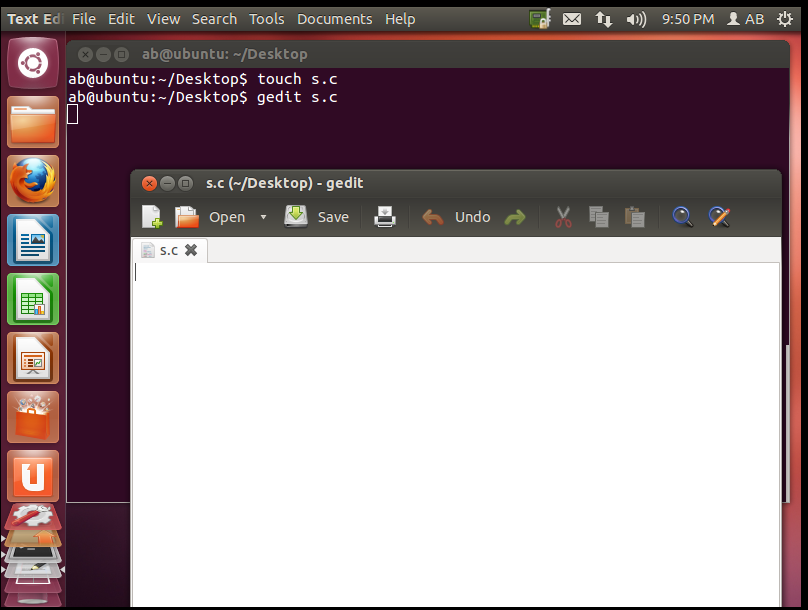 Text Edi File Edit View Search Tools Documents Help 9:50 PM AB
ab@ubuntu: ~/Desktop
ab@ubuntu:~/Desktop$ touch s.c
ab@ubuntu:~/Desktop$ gedit s.c
s.c (~/Desktop) - gedit
Open Save Undo
s.c